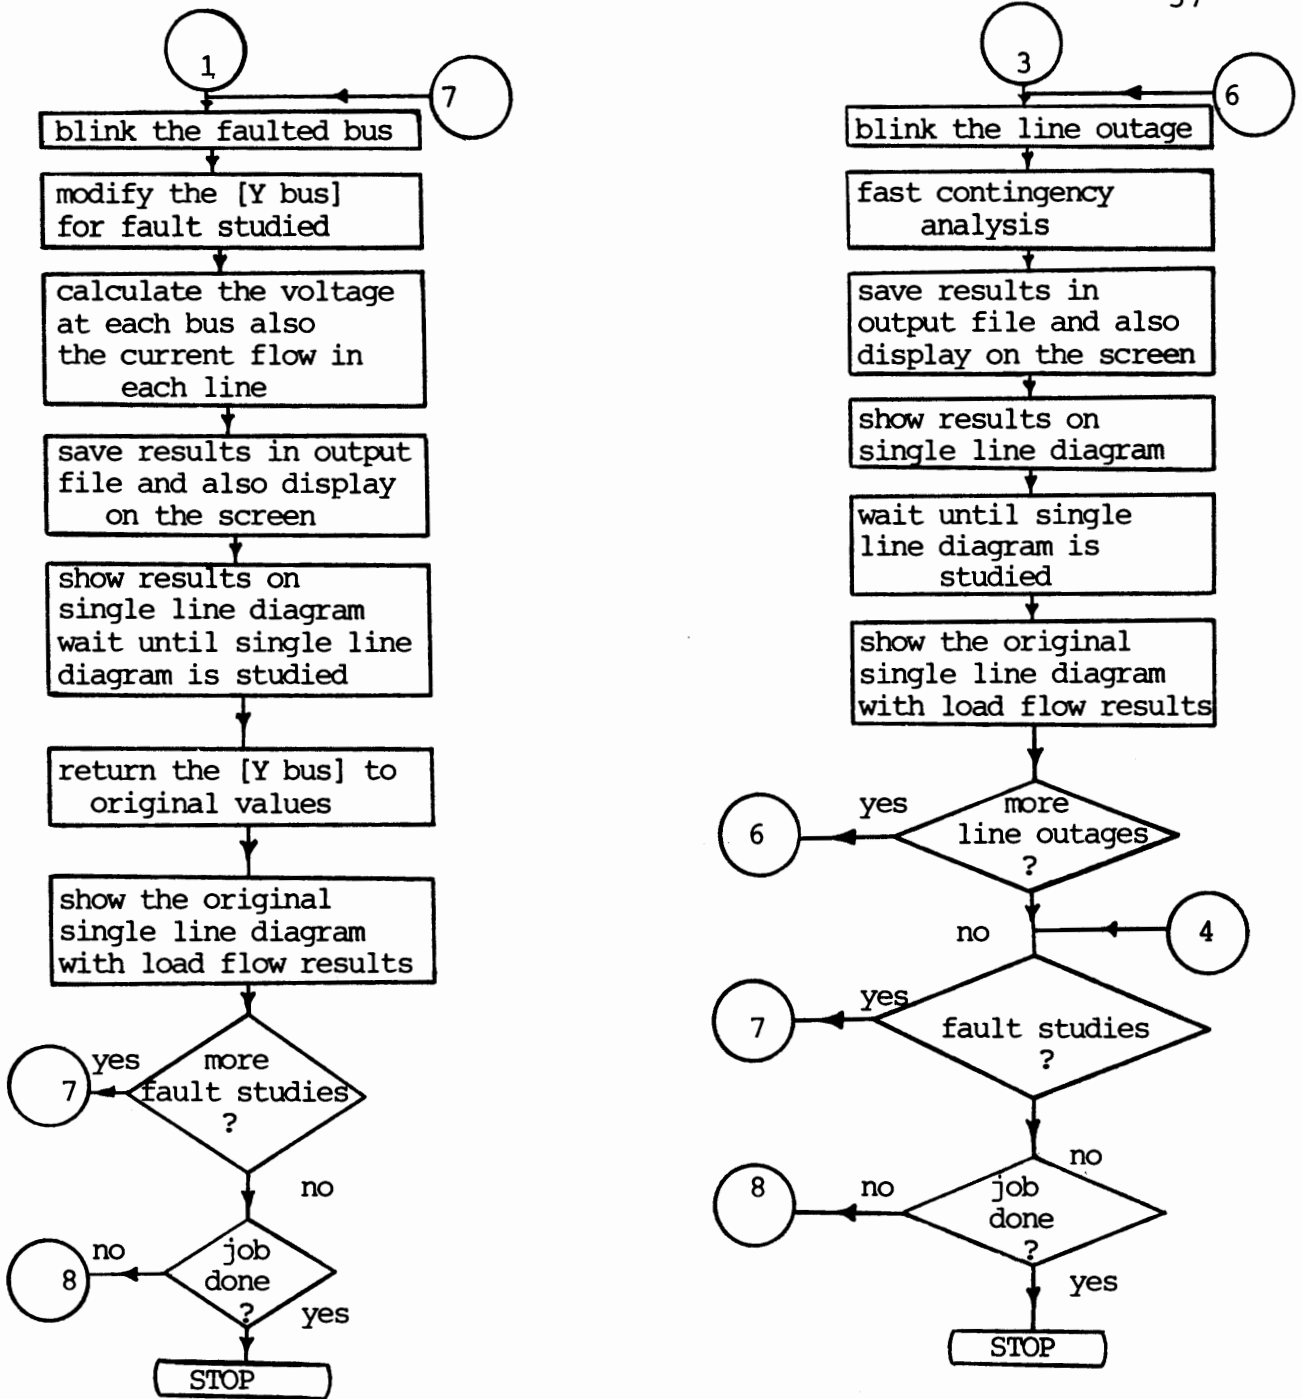 1
7
blink the faulted bus
modify the [Y bus]
for fault studied
calculate the voltage
at each bus also
the current flow in
each line
save results in output
file and also display
on the screen
show results on
single line diagram
wait until single line
diagram is studied
return the [Y bus] to
original values
show the original
single line diagram
with load flow results
yes
7
more
fault studies
?
no
no
8
job
done
?
yes
STOP
3
6
blink the line outage
fast contingency
analysis
save results in
output file and also
display on the screen
show results on
single line diagram
wait until single
line diagram is
studied
show the original
single line diagram
with load flow results
yes
6
more
line outages
?
no
4
yes
7
fault studies
?
no
8
no
job
done
?
yes
STOP